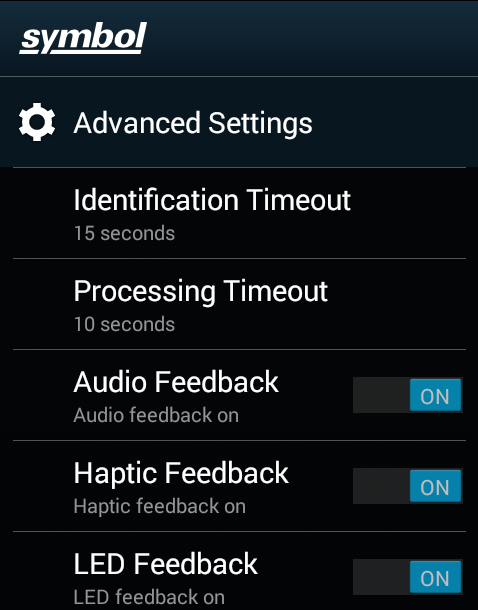 symbol
Advanced Settings
Identification Timeout
15 seconds
Processing Timeout
10 seconds
Audio Feedback
Audio feedback on
ON
Haptic Feedback
Haptic feedback on
ON
LED Feedback
LED feedback on
ON